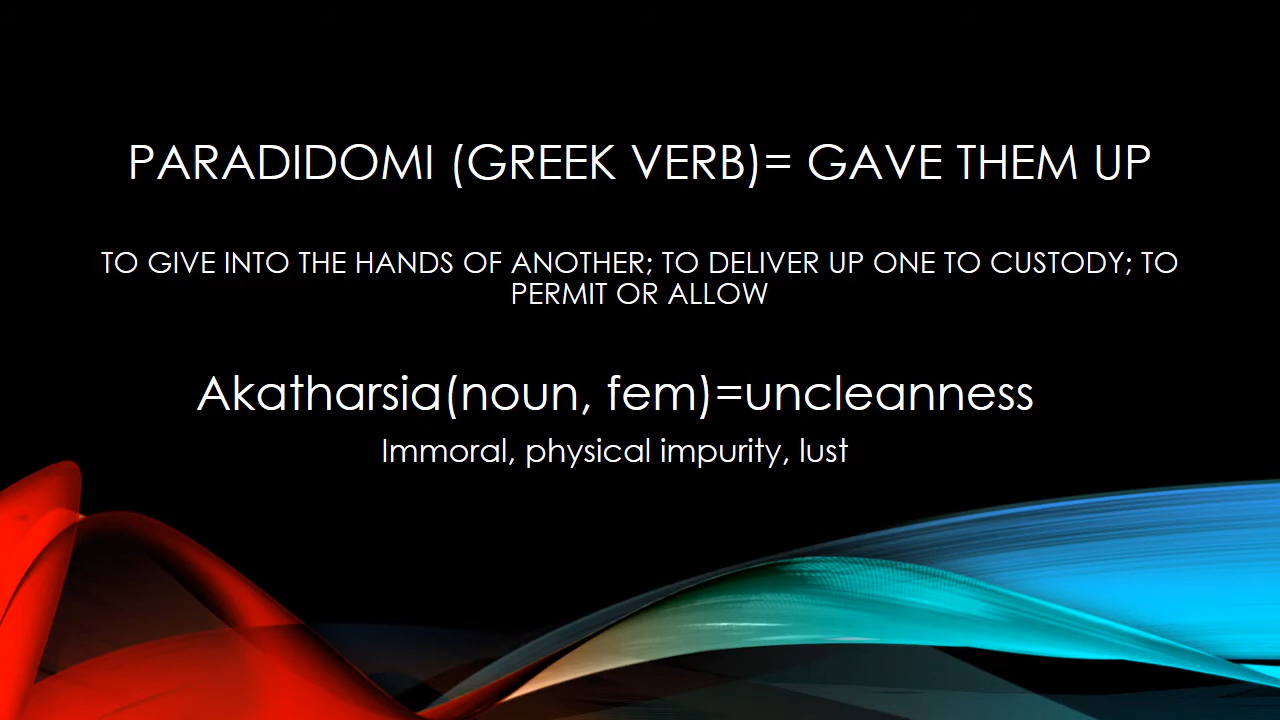 PARADIDOMI (GREEK VERB)= GAVE THEM UP
TO GIVE INTO THE HANDS OF ANOTHER; TO DELIVER UP ONE TO CUSTODY; TO
PERMIT OR ALLOW
Akatharsia(noun, fem)=uncleanness
Immoral, physical impurity, lust